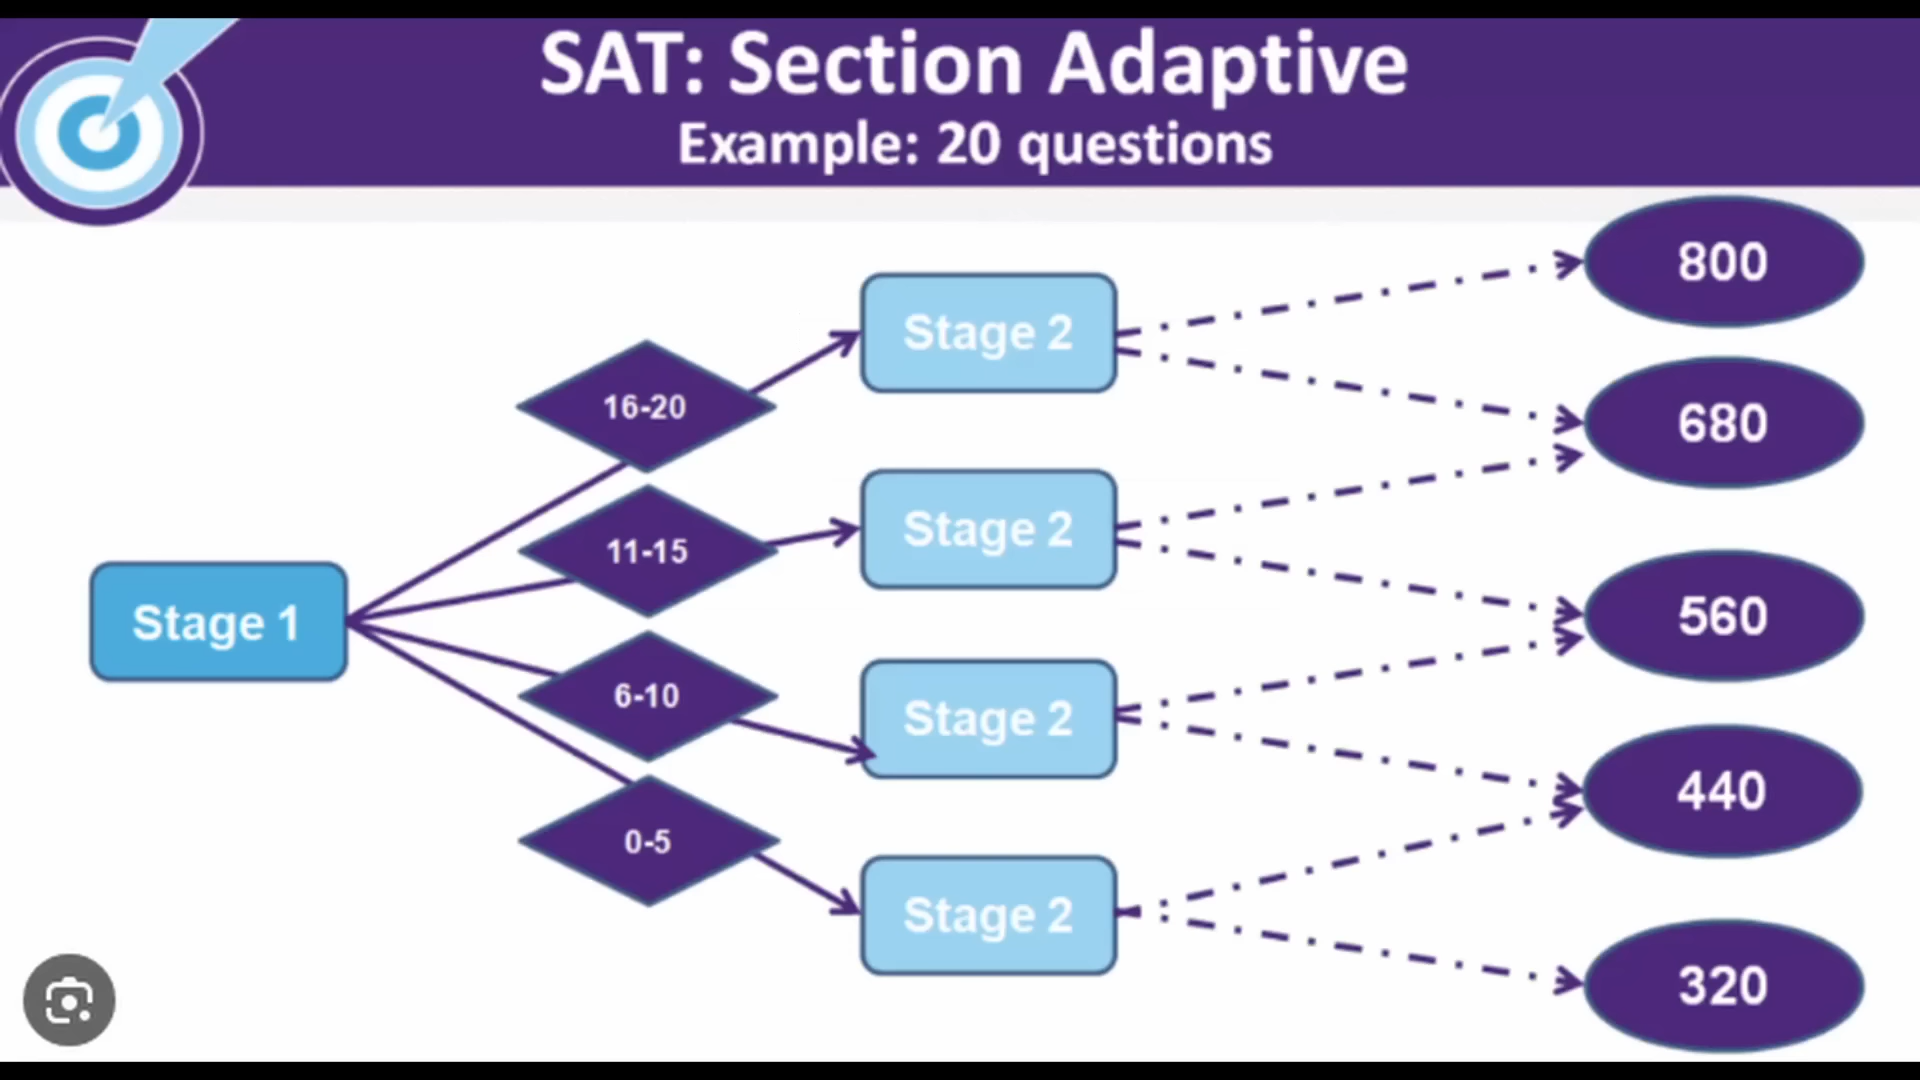 SAT: Section Adaptive
Example: 20 questions
Stage 1
16-20
11-15
6-10
0-5
Stage 2
Stage 2
Stage 2
Stage 2
800
680
560
440
320